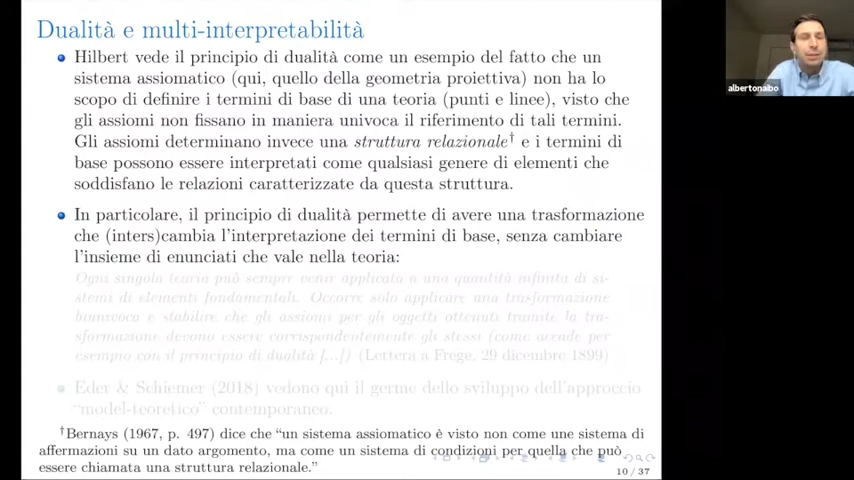 Dualità e multi-interpretabilità
Hilbert vede il principio di dualità come un esempio del fatto che un
sistema assiomatico (qui, quello della geometria proiettiva) non ha lo
scopo di definire i termini di base di una teoria (punti e linee), visto che
gli assiomi non fissano in maniera univoca il riferimento di tali termini.
Gli assiomi determinano invece una struttura relazionale† e i termini di
base possono essere interpretati come qualsiasi genere di elementi che
soddisfano le relazioni caratterizzate da questa struttura.
In particolare, il principio di dualità permette di avere una trasformazione
che (inters)cambia l'interpretazione dei termini di base, senza cambiare
l'insieme di enunciati che vale nella teoria:
Ogni singola teoria può sempre venir applicata a una quantità infinita di si-
stemi di elementi fondamentali. Occorre solo applicare una trasformazione
biunivoca e stabilire che gli assiomi per gli oggetti ottenuti tramite la tra-
sformazione devono essere corrispondentemente gli stessi (come accade per
esempio con il principio di dualità [...]) (Lettera a Frege, 29 dicembre 1899)
Eder & Schiemer (2018) vedono qui il germe dello sviluppo dell'approccio
"model-teoretico" contemporaneo.
†Bernays (1967, p. 497) dice che "un sistema assiomatico è visto non come une sistema di
affermazioni su un dato argomento, ma come un sistema di condizioni per quella che può
essere chiamata una struttura relazionale."
10 / 37
albertonaibo